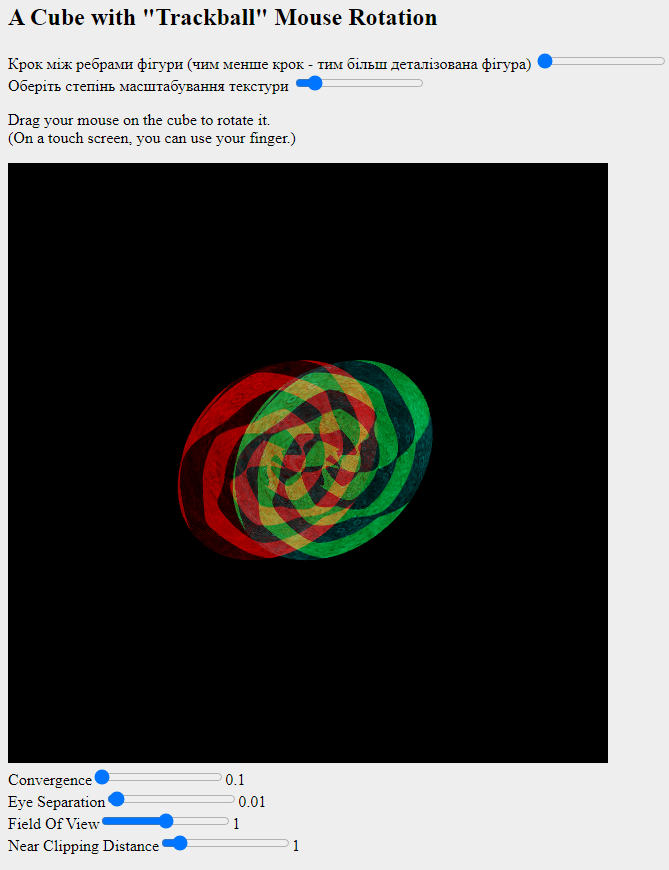 A Cube with "Trackball" Mouse Rotation
Крок між ребрами фігури (чим менше крок - тим більш деталізована фігура)
Оберіть степінь масштабування текстури
Drag your mouse on the cube to rotate it.
(On a touch screen, you can use your finger.)
Convergence 0.1
Eye Separation 0.01
Field Of View 1
Near Clipping Distance 1